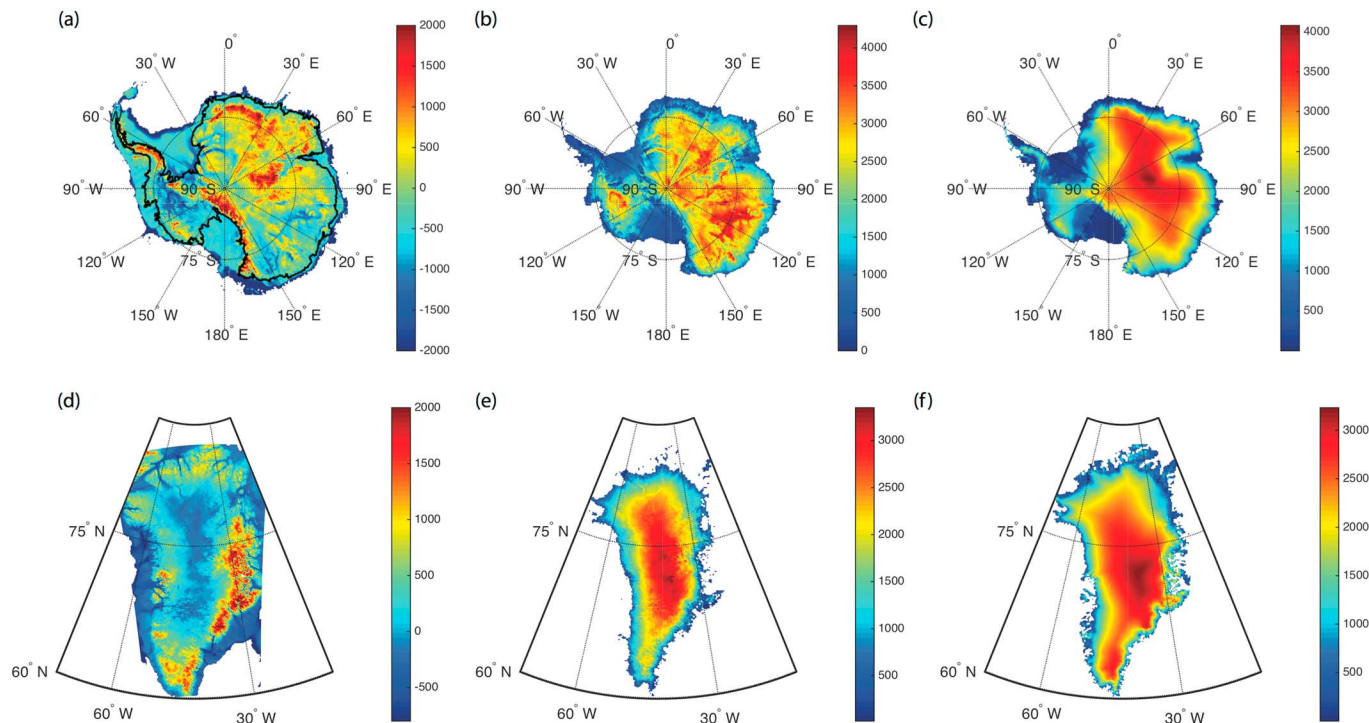 (a)
0°
30° E
60° E
90° E
120° E
150° E
180° E
150° W
120° W
90° W
60° W
30° W
90° S
75° S
2000
1500
1000
500
0
-500
-1000
-1500
-2000
(b)
0°
30° E
60° E
90° E
120° E
150° E
180° E
150° W
120° W
90° W
60° W
30° W
90° S
75° S
4000
3500
3000
2500
2000
1500
1000
500
0
(c)
0°
30° E
60° E
90° E
120° E
150° E
180° E
150° W
120° W
90° W
60° W
30° W
90° S
75° S
4000
3500
3000
2500
2000
1500
1000
500
(d)
75° N
60° N
60° W
30° W
2000
1500
1000
500
0
-500
(e)
75° N
60° N
60° W
30° W
3000
2500
2000
1500
1000
500
(f)
75° N
60° N
60° W
30° W
3000
2500
2000
1500
1000
500